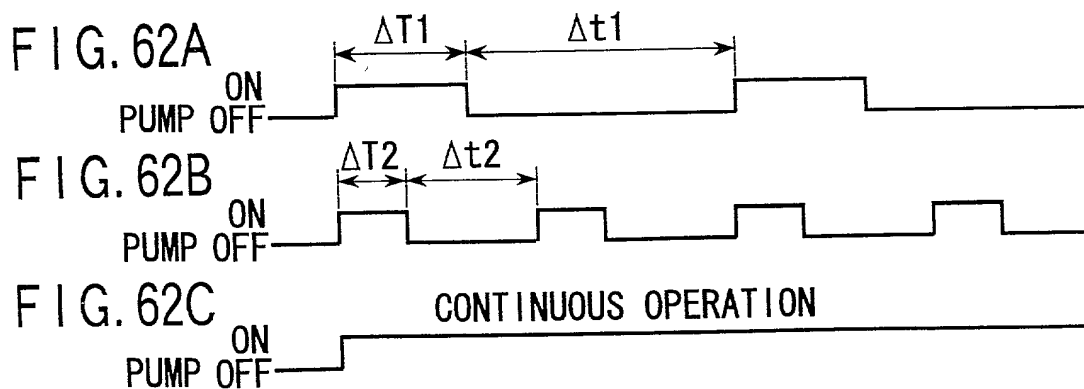 FIG. 62A
ΔT1 Δt1
ON
PUMP OFF
FIG. 62B
ΔT2 Δt2
ON
PUMP OFF
FIG. 62C
CONTINUOUS OPERATION
ON
PUMP OFF